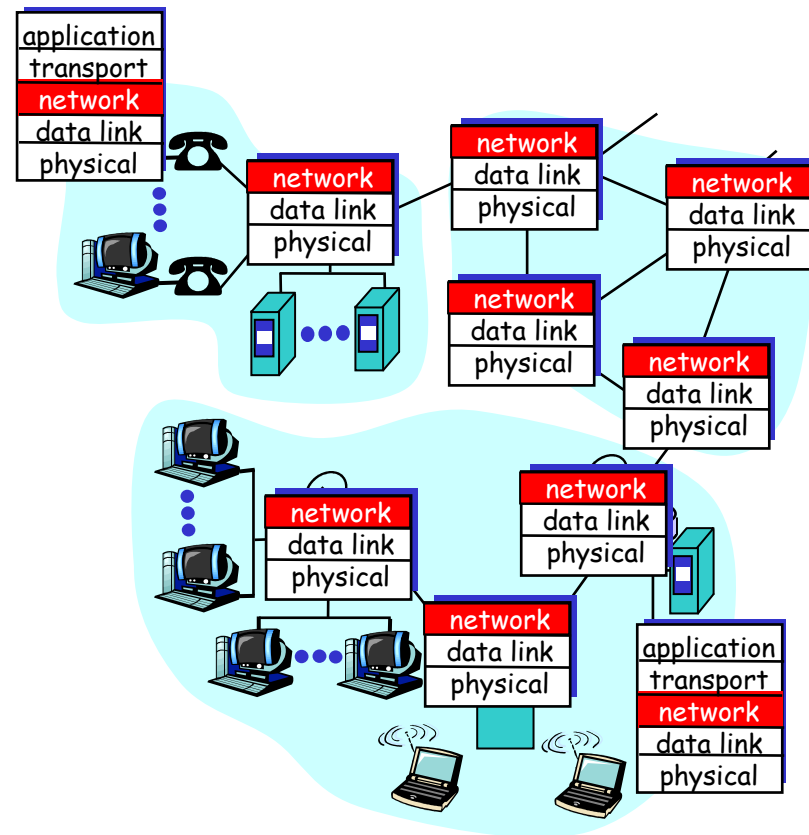 application
transport
network
data link
physical
network
data link
physical
network
data link
physical
network
data link
physical
network
data link
physical
network
data link
physical
network
data link
physical
network
data link
physical
network
data link
physical
application
transport
network
data link
physical